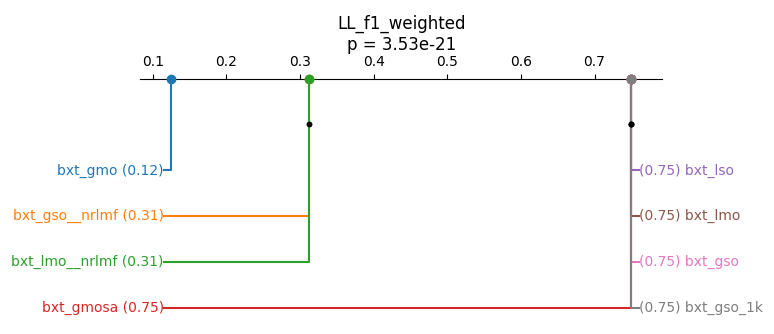 LL_f1_weighted
p = 3.53e-21
0.1 0.2 0.3 0.4 0.5 0.6 0.7
bxt_gmo (0.12)
(0.75) bxt_lso
bxt_gso__nrlmf (0.31)
(0.75) bxt_lmo
bxt_lmo__nrlmf (0.31)
(0.75) bxt_gso
bxt_gmosa (0.75)
(0.75) bxt_gso_1k